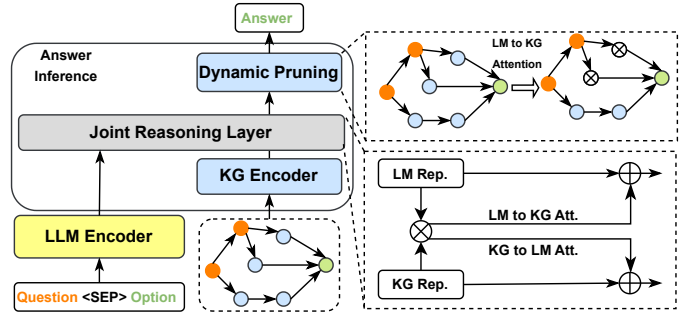 Answer
Answer
Inference
Dynamic Pruning
Joint Reasoning Layer
KG Encoder
LLM Encoder
Question <SEP> Option
LM to KG
Attention
LM Rep.
LM to KG Att.
KG to LM Att.
KG Rep.